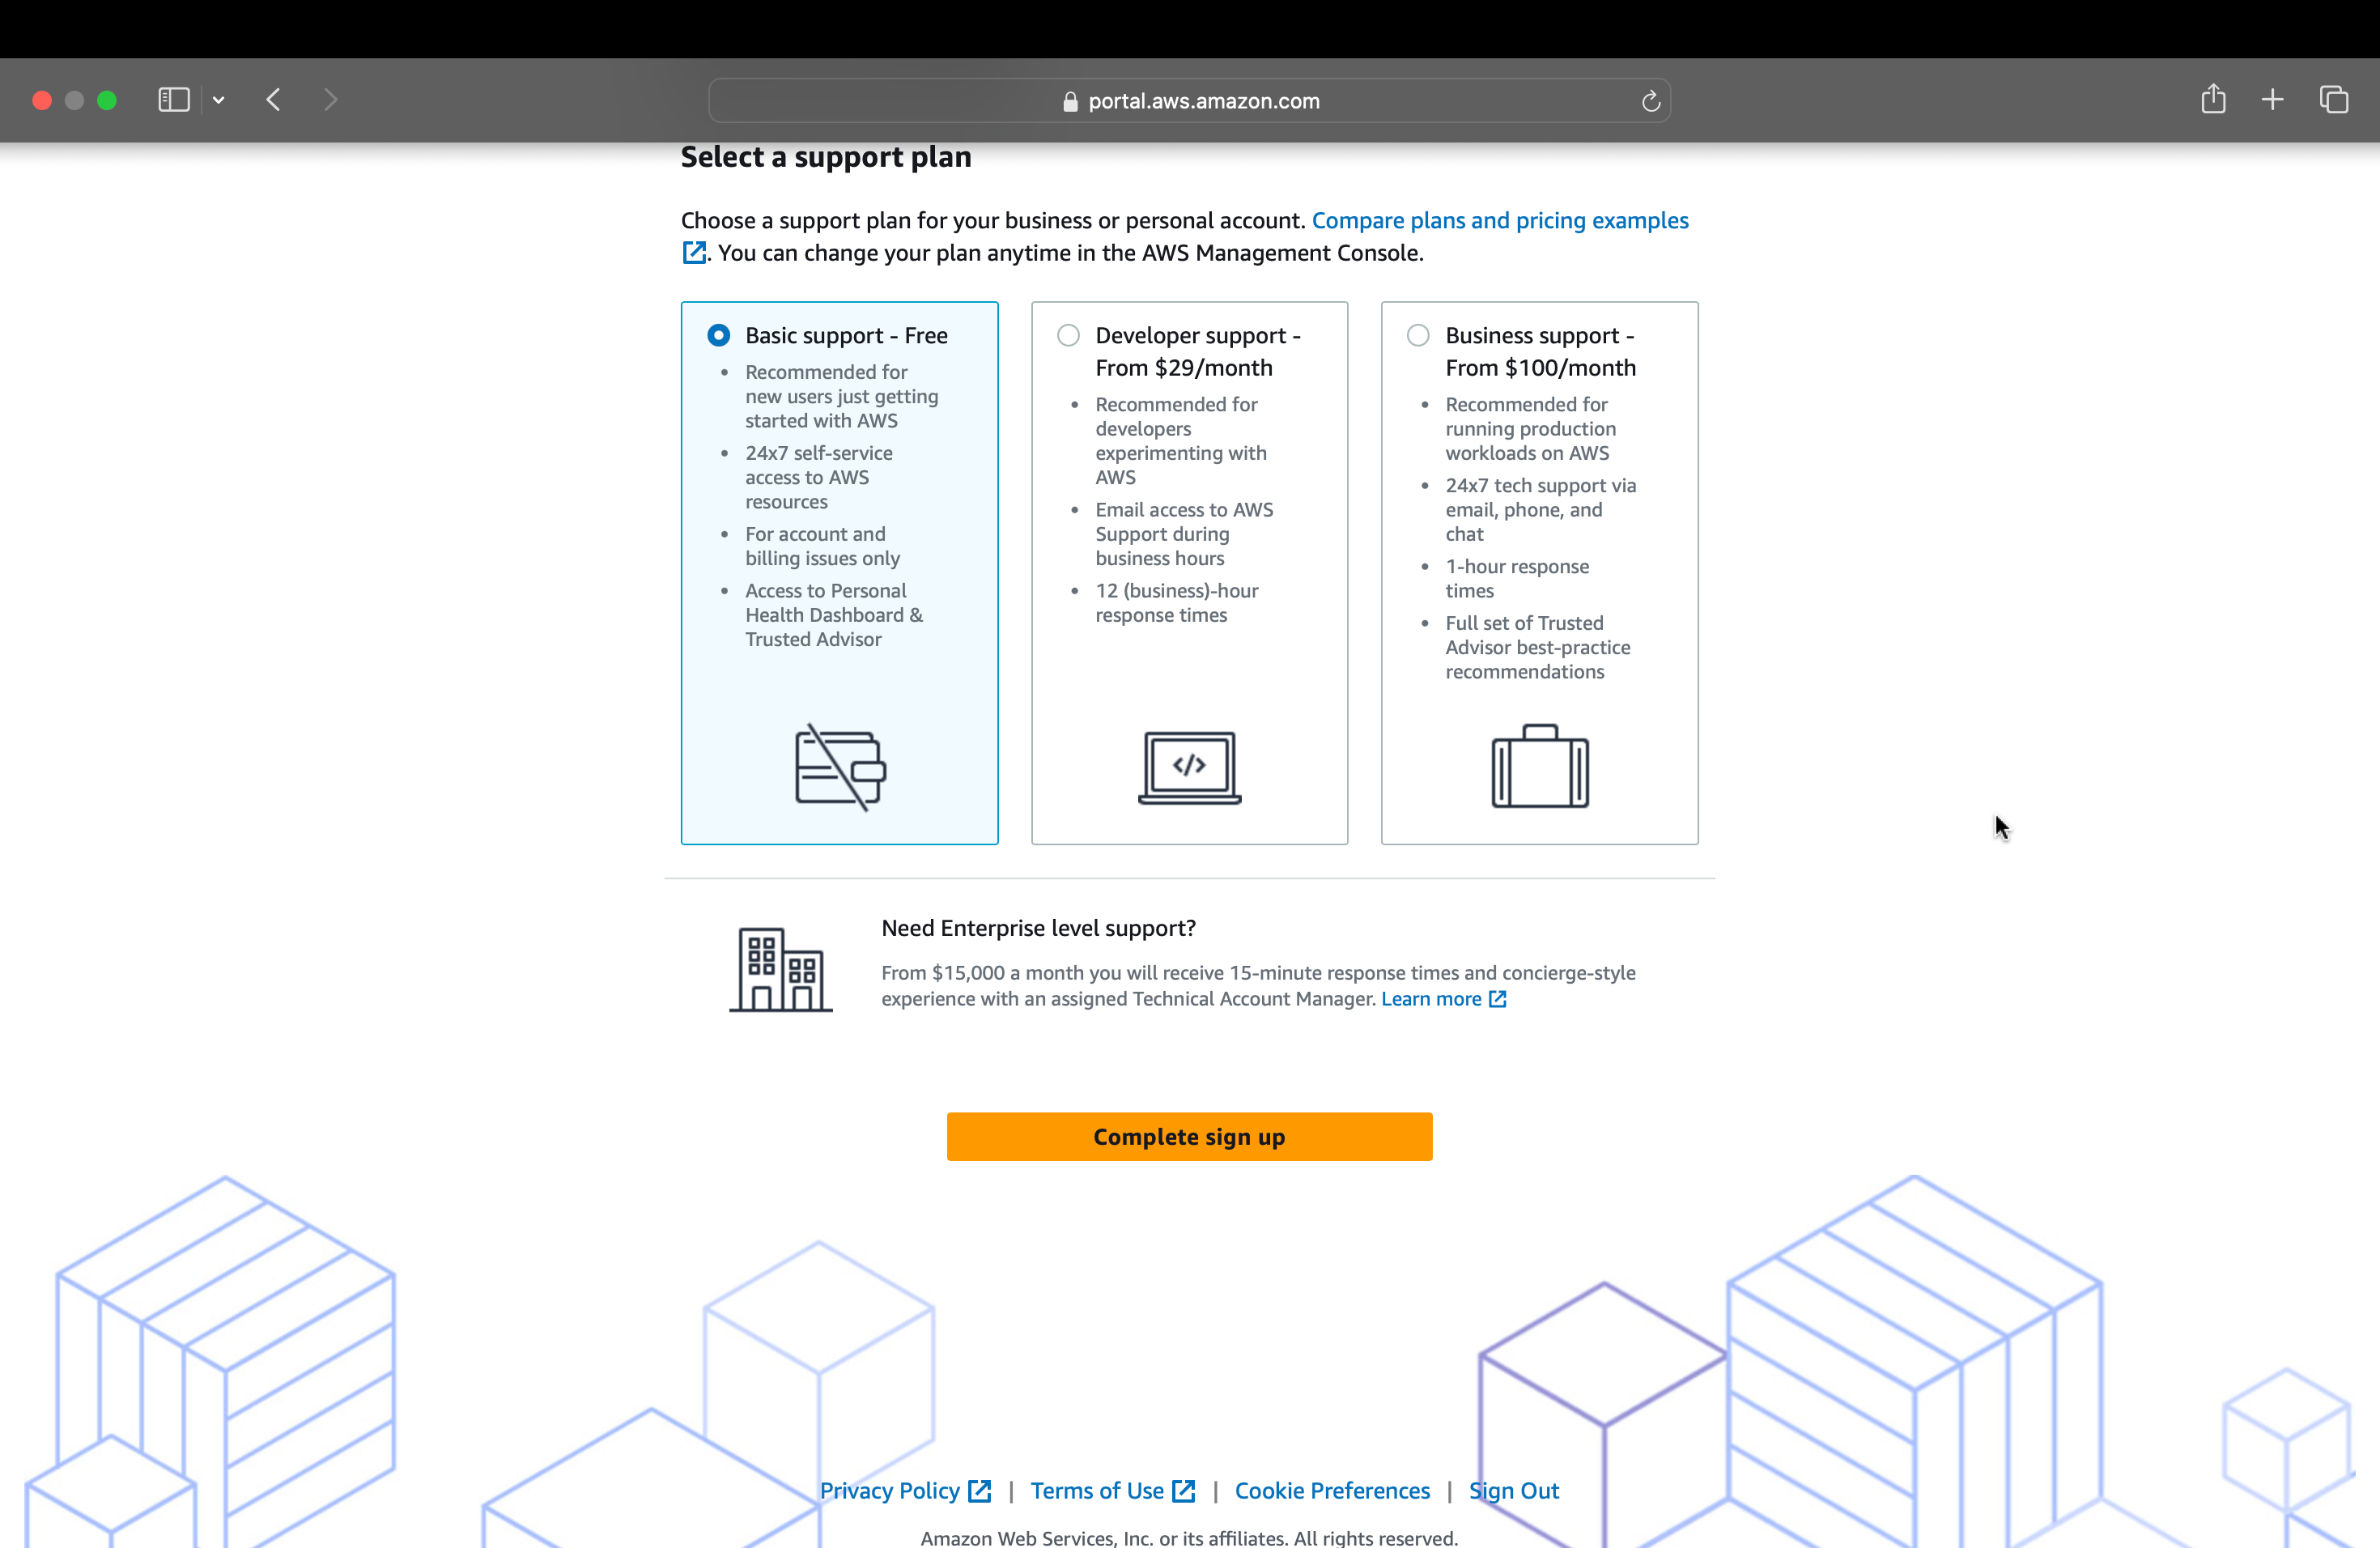 portal.aws.amazon.com
Select a support plan
Choose a support plan for your business or personal account. Compare plans and pricing examples
. You can change your plan anytime in the AWS Management Console.
Basic support - Free
• Recommended for
new users just getting
started with AWS
• 24x7 self-service
access to AWS
resources
• For account and
billing issues only
• Access to Personal
Health Dashboard &
Trusted Advisor
Developer support -
From $29/month
• Recommended for
developers
experimenting with
AWS
• Email access to AWS
Support during
business hours
• 12 (business)-hour
response times
</>
Business support -
From $100/month
• Recommended for
running production
workloads on AWS
• 24x7 tech support via
email, phone, and
chat
• 1-hour response
times
• Full set of Trusted
Advisor best-practice
recommendations
Need Enterprise level support?
From $15,000 a month you will receive 15-minute response times and concierge-style
experience with an assigned Technical Account Manager. Learn more
Complete sign up
Privacy Policy | Terms of Use | Cookie Preferences | Sign Out
Amazon Web Services, Inc. or its affiliates. All rights reserved.